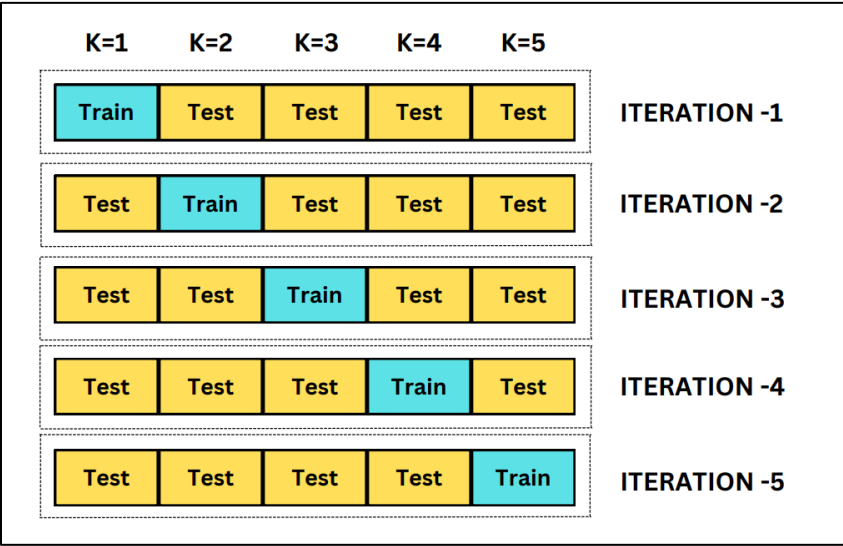 K=1 K=2 K=3 K=4 K=5
Train Test Test Test Test ITERATION -1
Test Train Test Test Test ITERATION -2
Test Test Train Test Test ITERATION -3
Test Test Test Train Test ITERATION -4
Test Test Test Test Train ITERATION -5